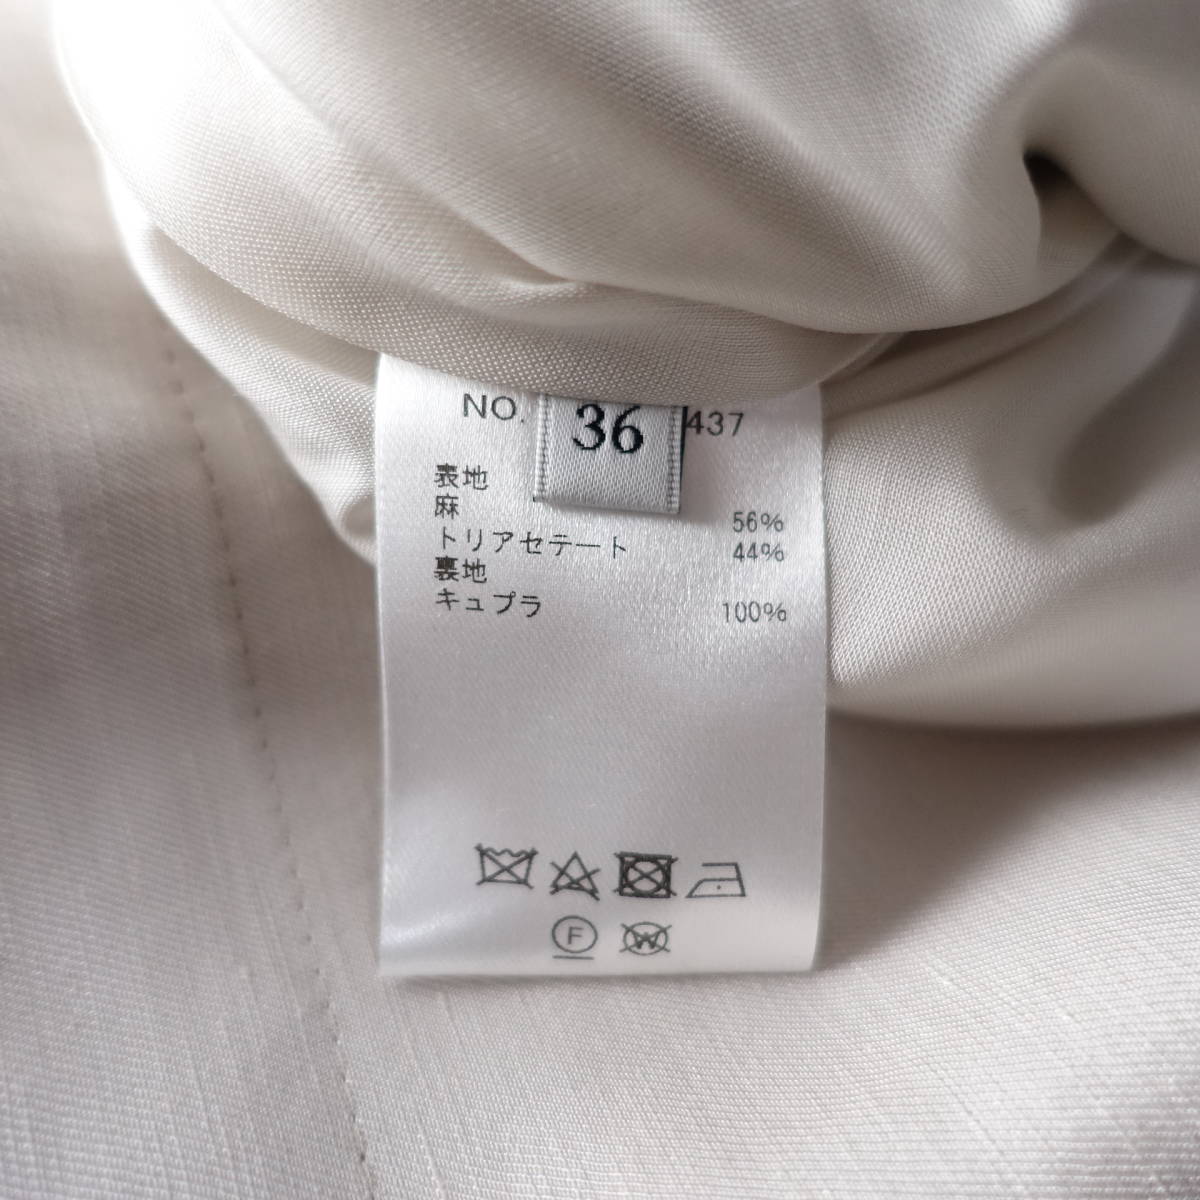 NO. 437
36
表地
麻 56%
トリアセテート 44%
裏地
キュプラ 100%
F
W